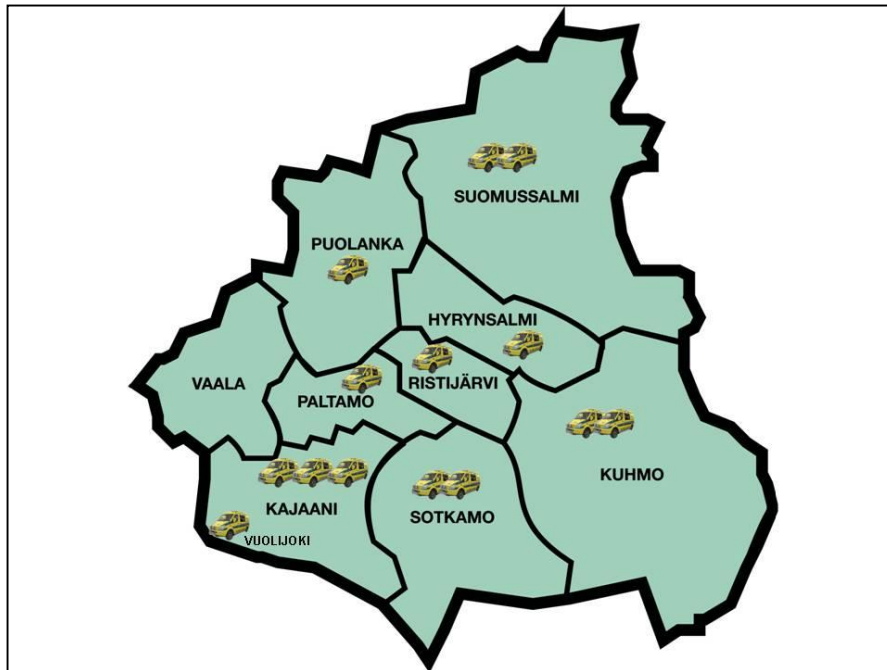 SUOMUSSALMI
PUOLANKA
HYRYNSALMI
VAALA
PALTAMO
RISTIJÄRVI
KUHMO
KAJAANI
SOTKAMO
VUOLIJOKI